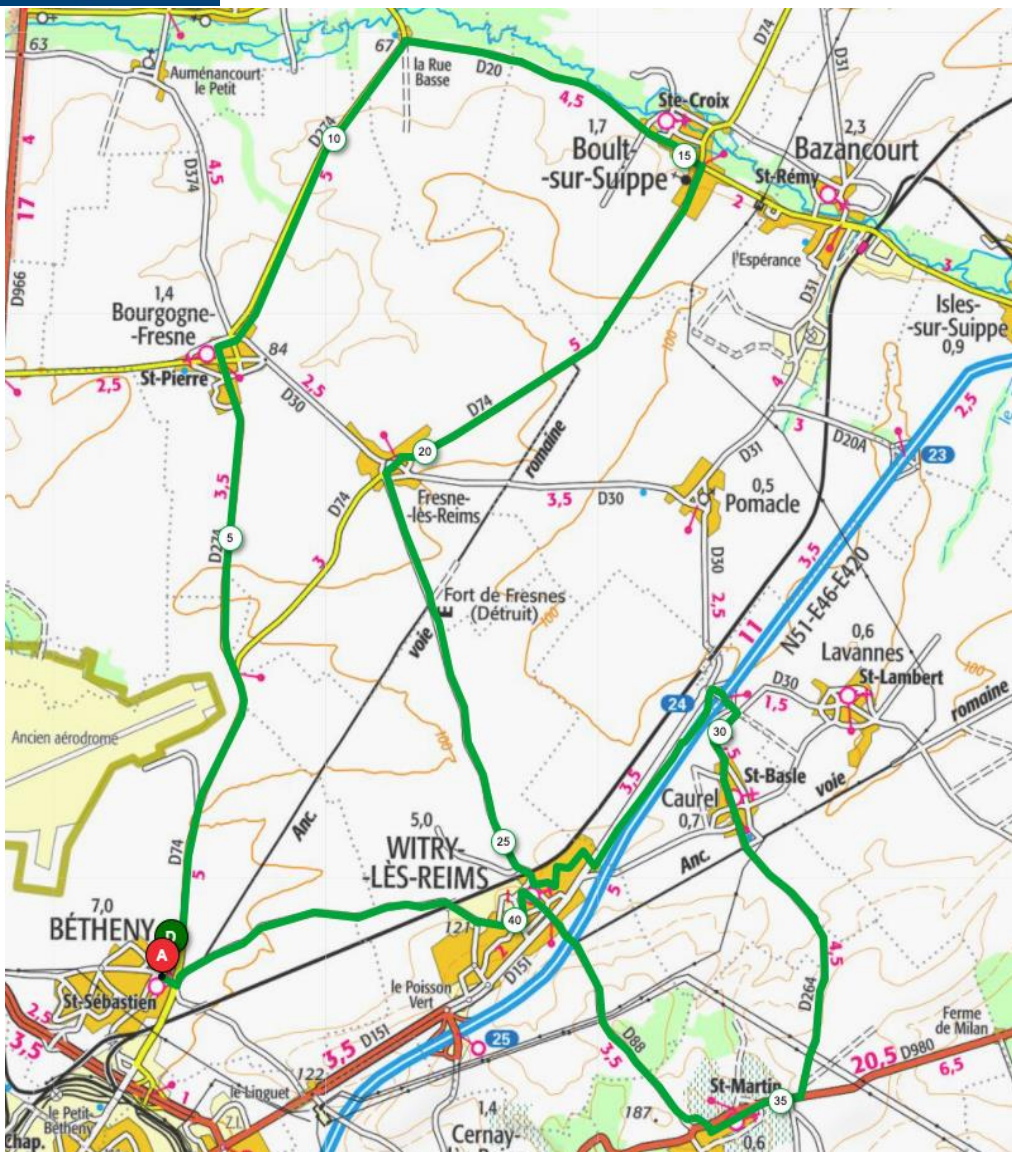 63
67
Auménancourt
le Petit
la Rue
Basse
D20
4,5
D74
D31
4
17
D966
D374
4,5
D274
10
5
Ste-Croix
1,7
Boult-
-sur-Suippe
15
2,3
Bazancourt
St-Rémy
2
l'Espérance
3
D31
Isles-
-sur-Suippe
0,9
1,4
Bourgogne-
-Fresne
84
St-Pierre
2,5
2,5
D30
100
5
D74
4
3
D20A
23
2,5
20
romaine
D31
3,5
D74
Fresne-
-lès-Reims
3,5
D30
0,5
Pomacle
5
D274
3
3,5
N51-E46-E420
Fort de Fresnes
(Détruit)
100
voie
D30
2,5
11
0,6
Lavannes
St-Lambert
100
D30
1,5
romaine
24
30
Ancien aérodrome
100
3,5
St-Basle
Caurel
0,7
voie
Anc.
D74
5
5,0
WITRY-
-LÈS-REIMS
25
Anc.
5
7,0
BÉTHENY
D
A
121
40
2
D151
St-Sébastien
2,5
le Poisson
Vert
4,5
D264
3,5
3,5
D151
25
D88
3,5
Ferme
de Milan
20,5
D980
6,5
122
le Linguet
St-Martin
35
1
le Petit-
Bétheny
Z.I.
1,4
Cernay-
187
0,6
Chap.